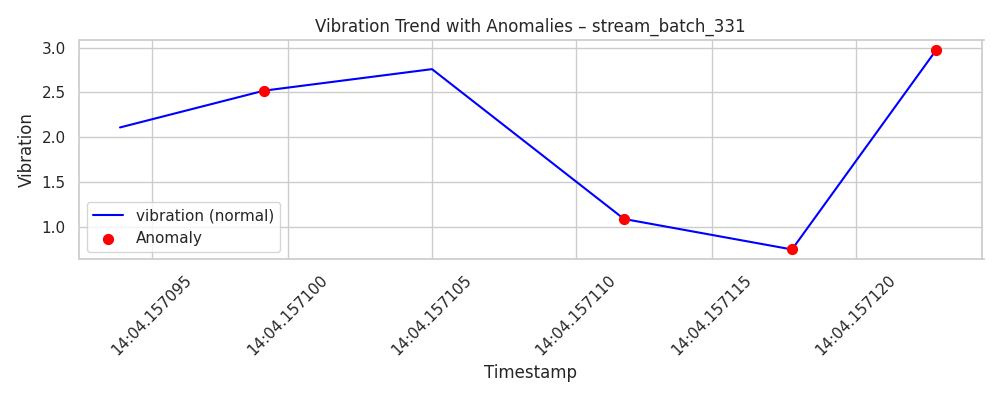 Vibration Trend with Anomalies – stream_batch_331
Vibration
3.0
2.5
2.0
1.5
1.0
vibration (normal)
Anomaly
14:04.157095
14:04.157100
14:04.157105
14:04.157110
14:04.157115
14:04.157120
Timestamp